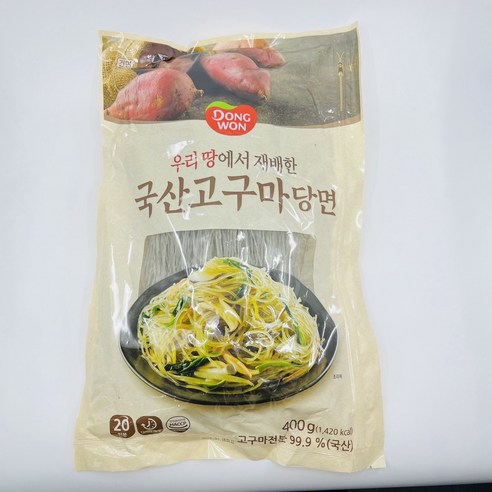 DONG
WON
우리 땅에서 재배한
국산고구마당면
20
HACCP
400g(1,420 kcal)
고구마전분 99.9 %(국산)